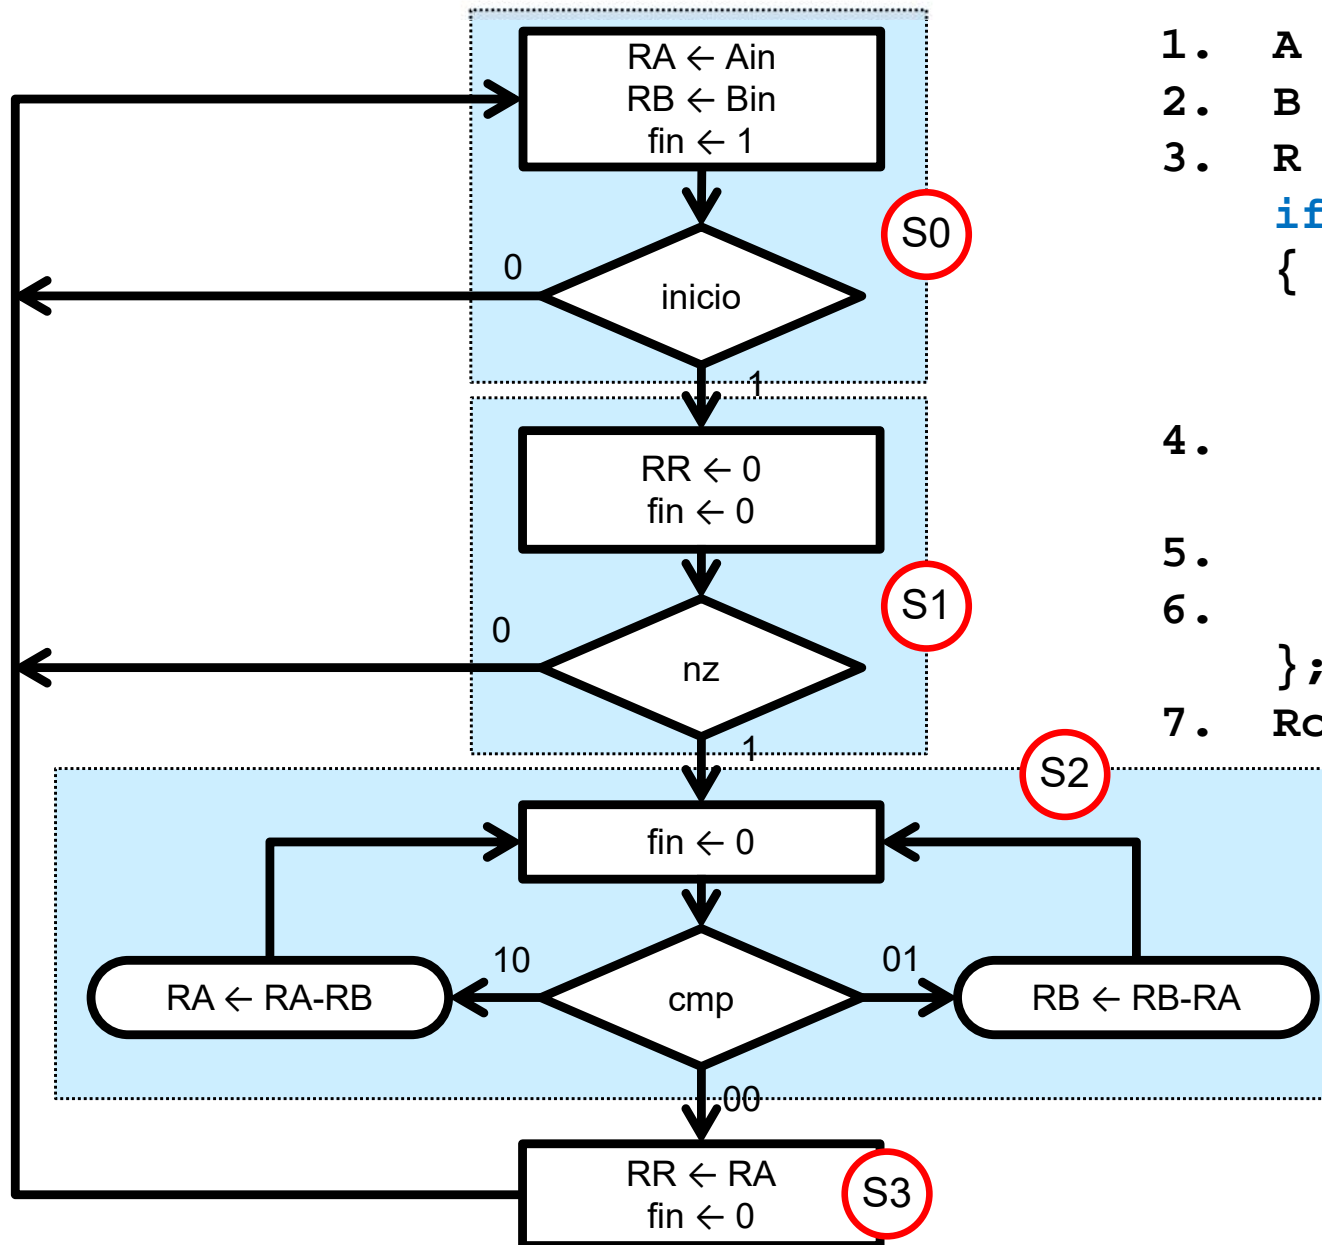 RA ← Ain
RB ← Bin
fin ← 1
S0
0
inicio
1
RR ← 0
fin ← 0
S1
0
nz
1
S2
fin ← 0
10
cmp
01
RA ← RA-RB
RB ← RB-RA
00
RR ← RA
fin ← 0
S3
1. A
2. B
3. R
if
{
4.
5.
6.
};
7.